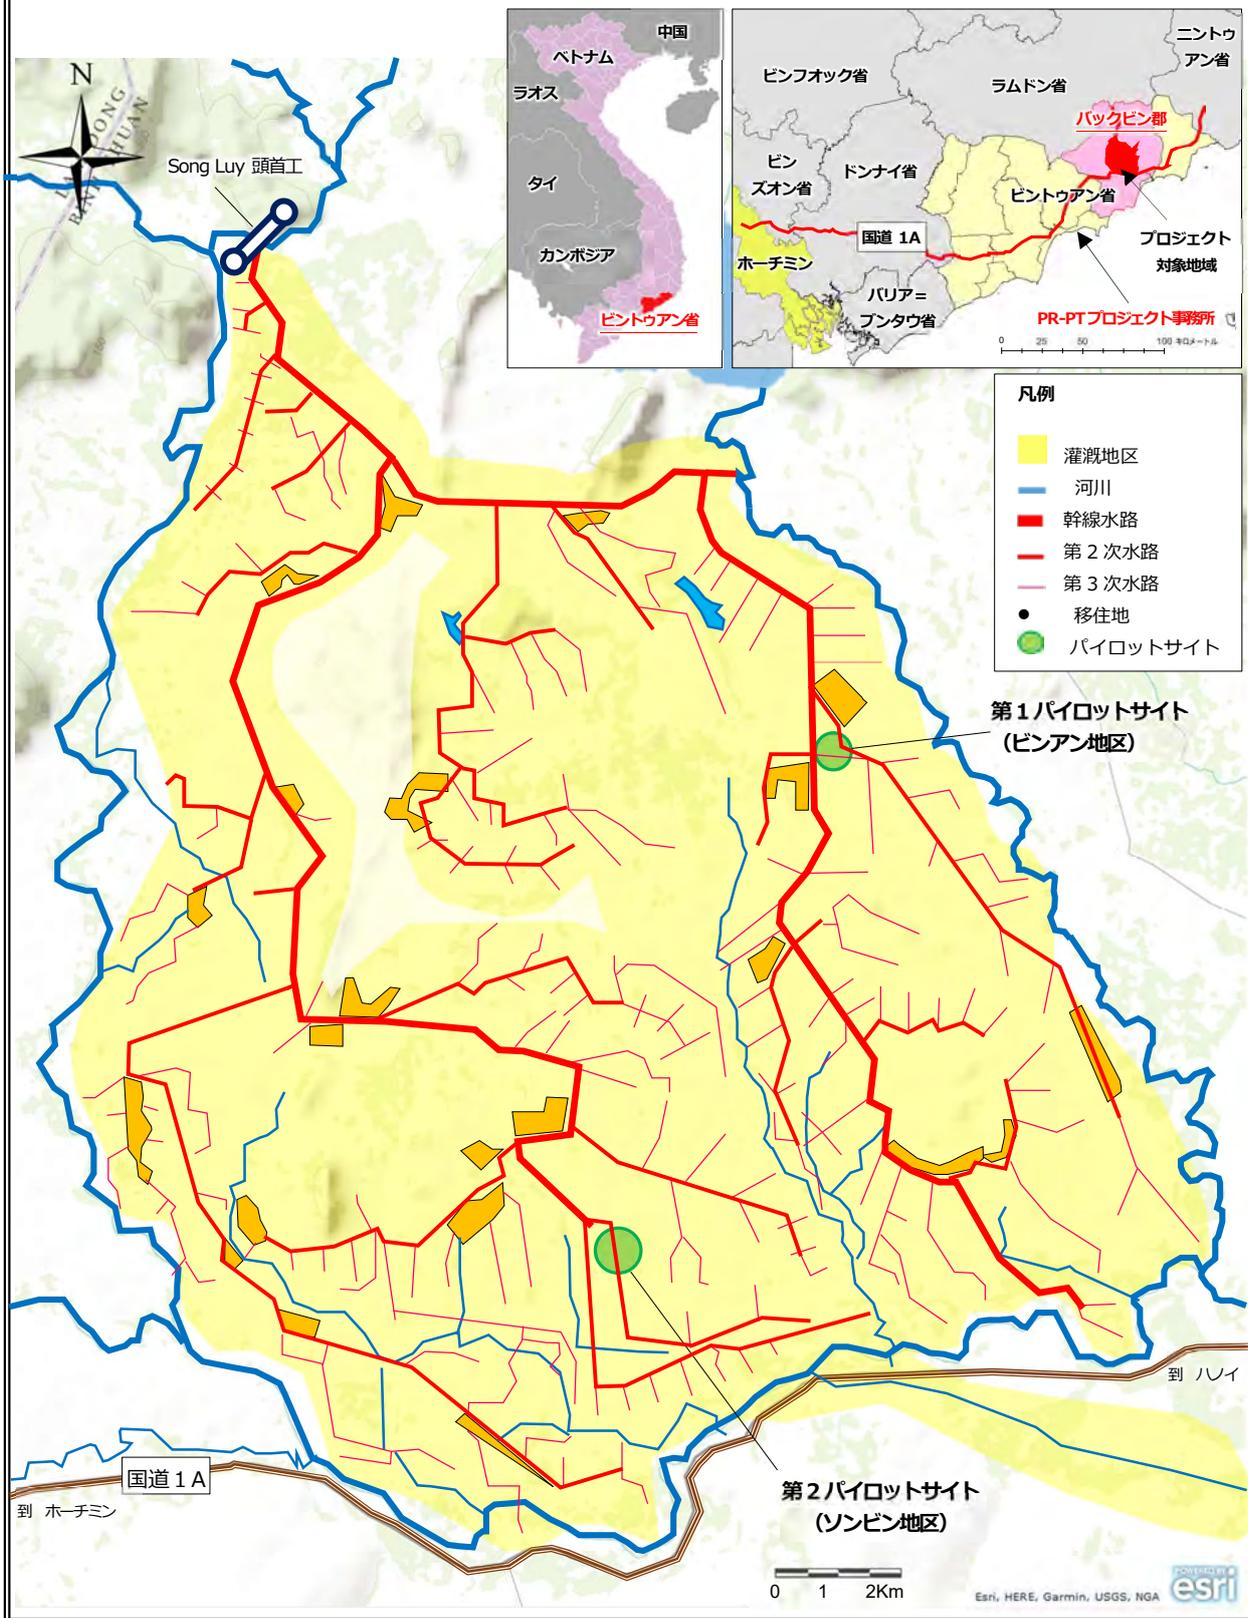 N
LAM DONG
BINH THUAN
160
Song Luy 頭首工
中国
ベトナム
ラオス
タイ
カンボジア
ビントゥアン省
ニントゥ
アン省
ビンフオック省
ラムドン省
バックビン郡
ビン
ズオン省
ドンナイ省
ビントゥアン省
国道 1A
ホーチミン
プロジェクト
対象地域
バリア=
ブンタウ省
PR-PTプロジェクト事務所
0 25 50 100 キロメートル
凡例
灌漑地区
河川
幹線水路
第2次水路
第3次水路
移住地
パイロットサイト
第1パイロットサイト
(ビンアン地区)
到 ハノイ
国道1A
到 ホーチミン
第2パイロットサイト
(ソンビン地区)
0 1 2Km
Esri, HERE, Garmin, USGS, NGA
POWERED BY
esri